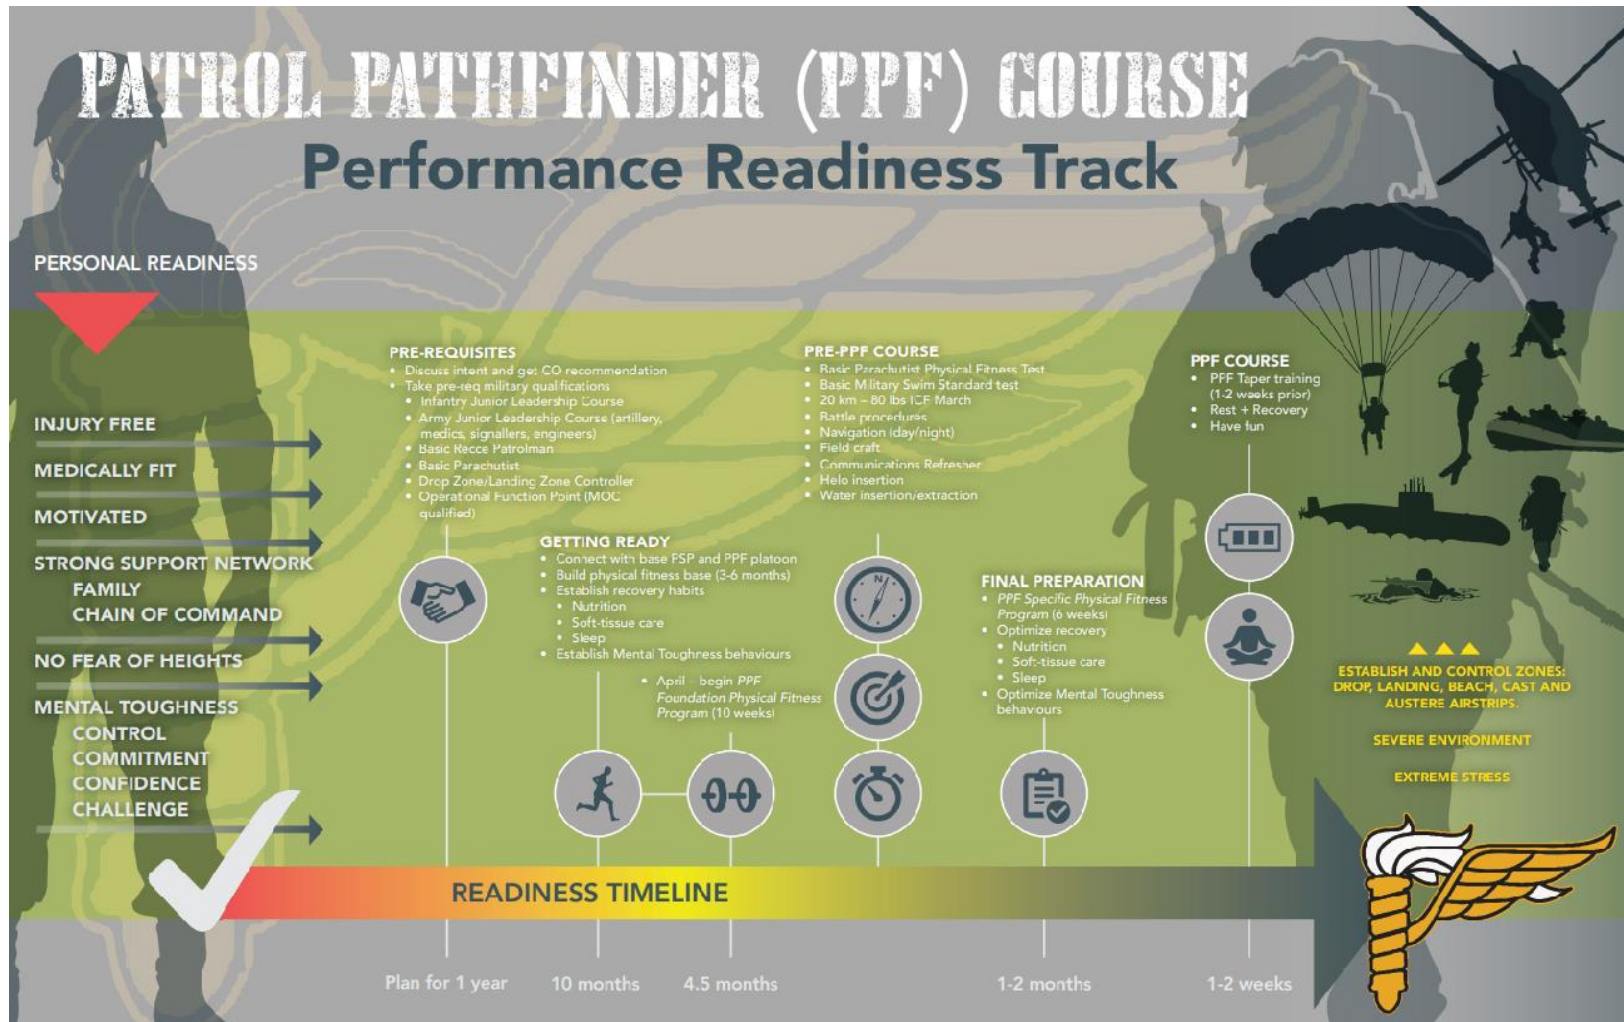 PATROL PATHFINDER (PPF) COURSE
Performance Readiness Track
PERSONAL READINESS
INJURY FREE
MEDICALLY FIT
MOTIVATED
STRONG SUPPORT NETWORK
FAMILY
CHAIN OF COMMAND
NO FEAR OF HEIGHTS
MENTAL TOUGHNESS
CONTROL
COMMITMENT
CONFIDENCE
CHALLENGE
PRE-REQUISITES
• Discuss intent and get CO recommendation
• Take pre-req military qualifications
• Infantry Junior Leadership Course
• Army Junior Leadership Course (artillery,
medics, signallers, engineers)
• Basic Recce Patrolman
• Basic Parachutist
• Drop Zone/Landing Zone Controller
• Operational Function Point (MOC
qualified)
GETTING READY
• Connect with base PSP and PPF platoon
• Build physical fitness base (3-6 months)
• Establish recovery habits
• Nutrition
• Soft-tissue care
• Sleep
• Establish Mental Toughness behaviours
• April – begin PPF
Foundation Physical Fitness
Program (10 weeks)
PRE-PPF COURSE
• Basic Parachutist Physical Fitness Test
• Basic Military Swim Standard test
• 20 km – 80 lbs ICF March
• Battle procedures
• Navigation (day/night)
• Field craft
• Communications Refresher
• Helo insertion
• Water insertion/extraction
N
FINAL PREPARATION
• PPF Specific Physical Fitness
Program (6 weeks)
• Optimize recovery
• Nutrition
• Soft-tissue care
• Sleep
• Optimize Mental Toughness
behaviours
PPF COURSE
• PFF Taper training
(1-2 weeks prior)
• Rest + Recovery
• Have fun
ESTABLISH AND CONTROL ZONES:
DROP, LANDING, BEACH, CAST AND
AUSTERE AIRSTRIPS.
SEVERE ENVIRONMENT
EXTREME STRESS
READINESS TIMELINE
Plan for 1 year
10 months
4.5 months
1-2 months
1-2 weeks